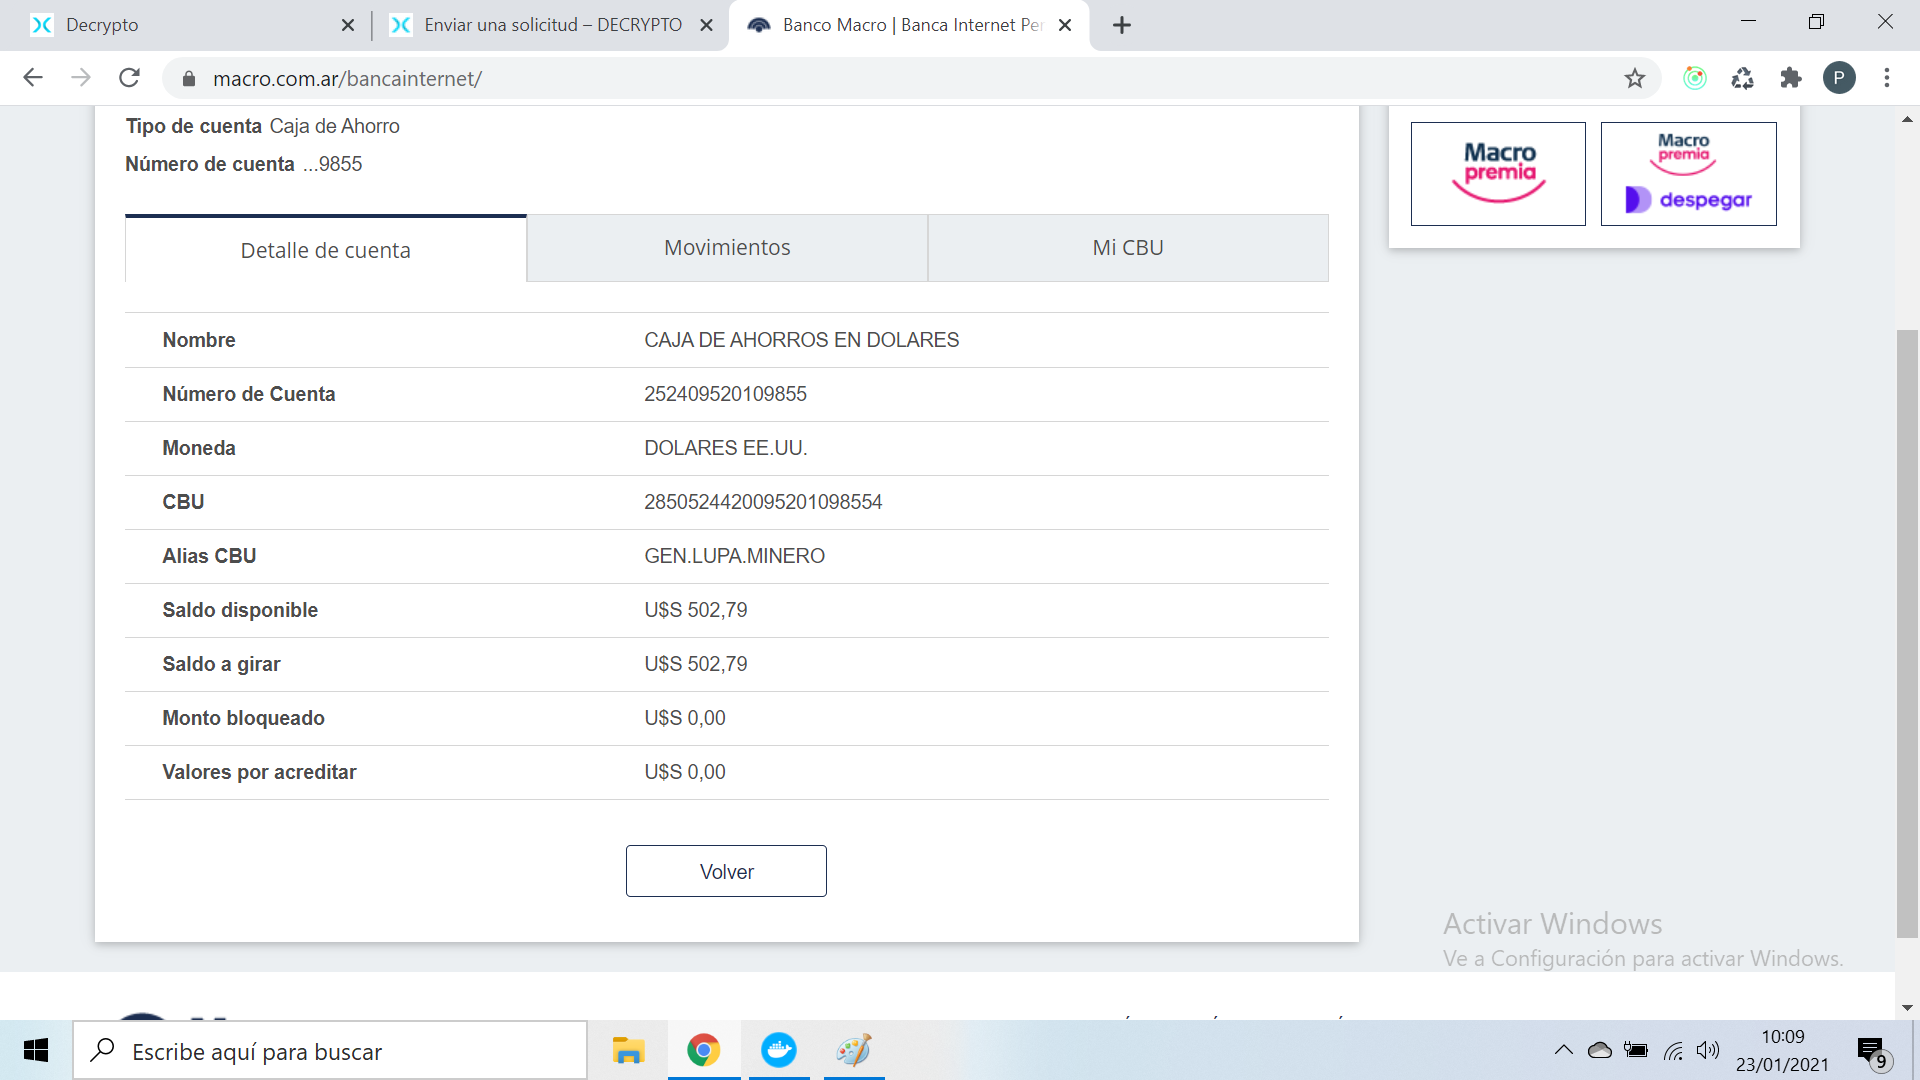 Decrypto
Enviar una solicitud – DECRYPTO
Banco Macro | Banca Internet Per
macro.com.ar/bancainternet/
P
Tipo de cuenta Caja de Ahorro
Número de cuenta ...9855
Macro
premia
Macro
premia
despegar
Detalle de cuenta
Movimientos
Mi CBU
Nombre CAJA DE AHORROS EN DOLARES
Número de Cuenta 252409520109855
Moneda DOLARES EE.UU.
CBU 2850524420095201098554
Alias CBU GEN.LUPA.MINERO
Saldo disponible U$S 502,79
Saldo a girar U$S 502,79
Monto bloqueado U$S 0,00
Valores por acreditar U$S 0,00
Volver
Activar Windows
Ve a Configuración para activar Windows.
Escribe aquí para buscar
10:09
23/01/2021
9